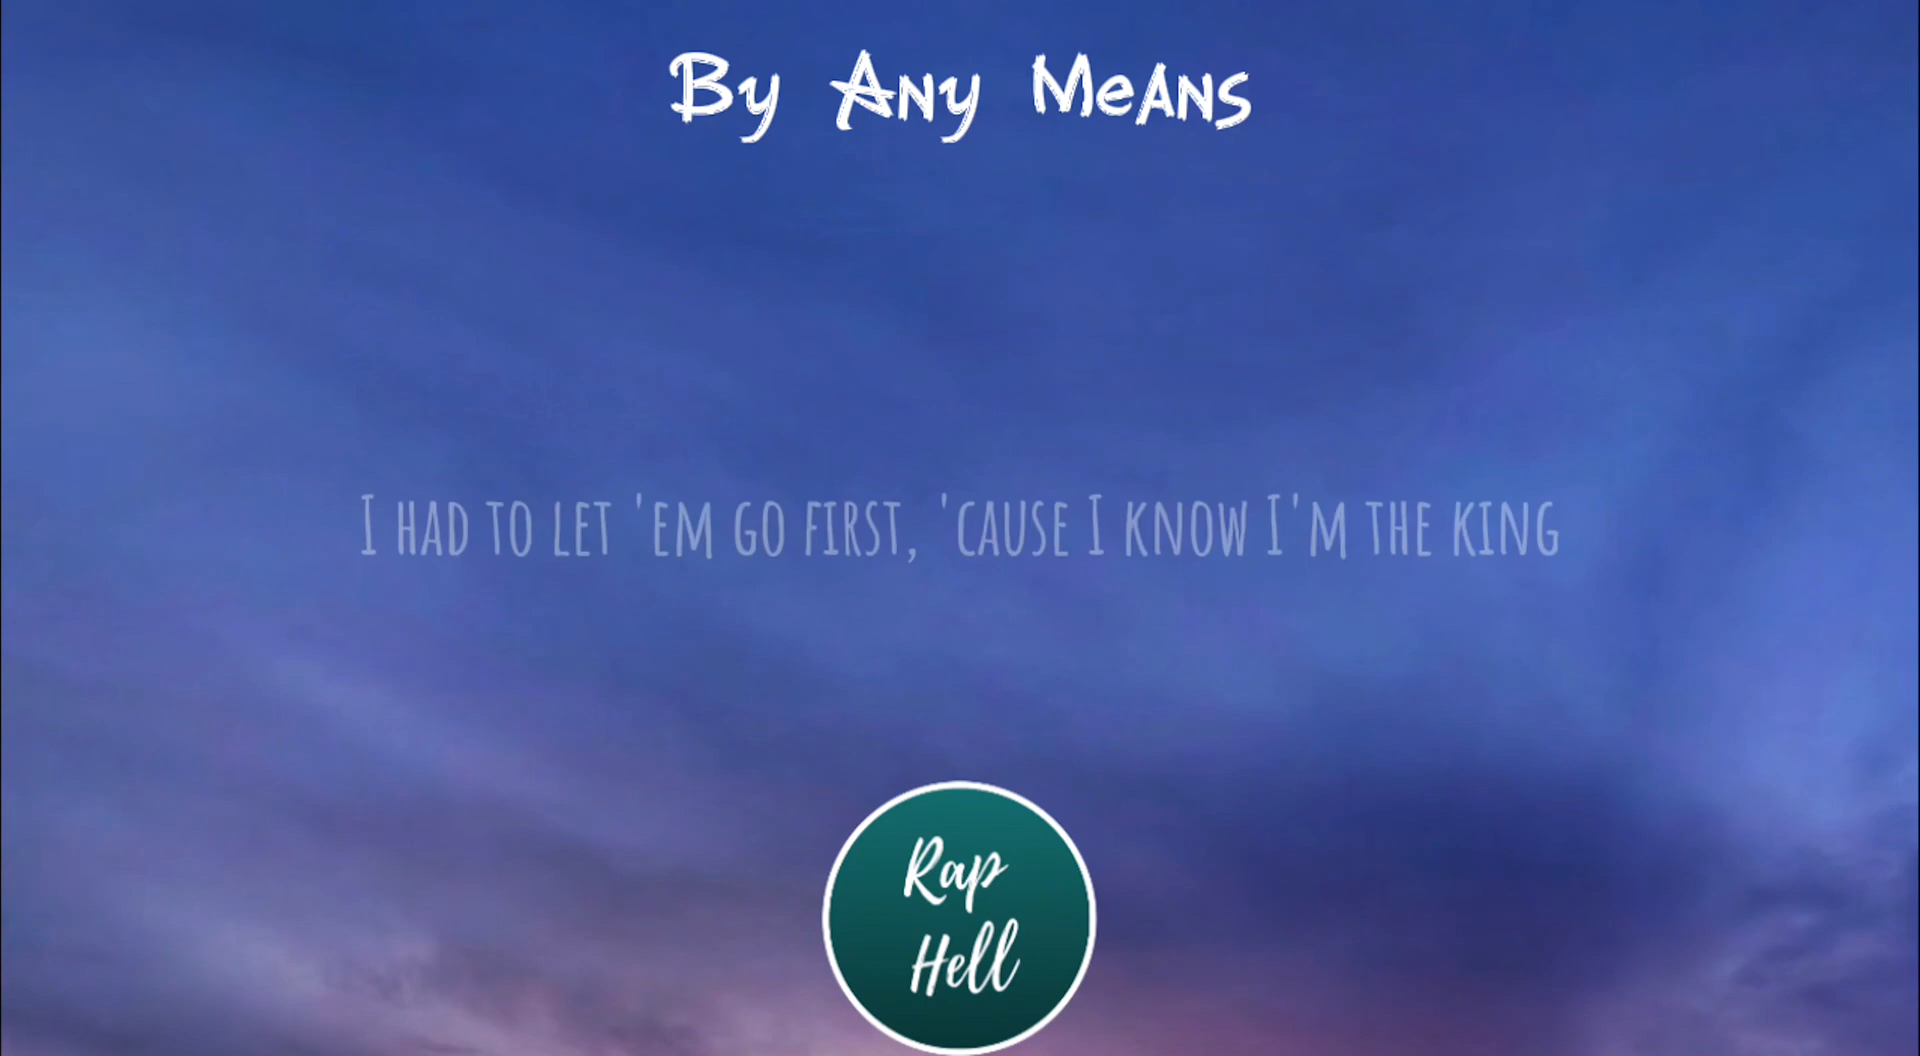 By Any Means
I HAD TO LET 'EM GO FIRST, 'CAUSE I KNOW I'M THE KING
Rap
Hell